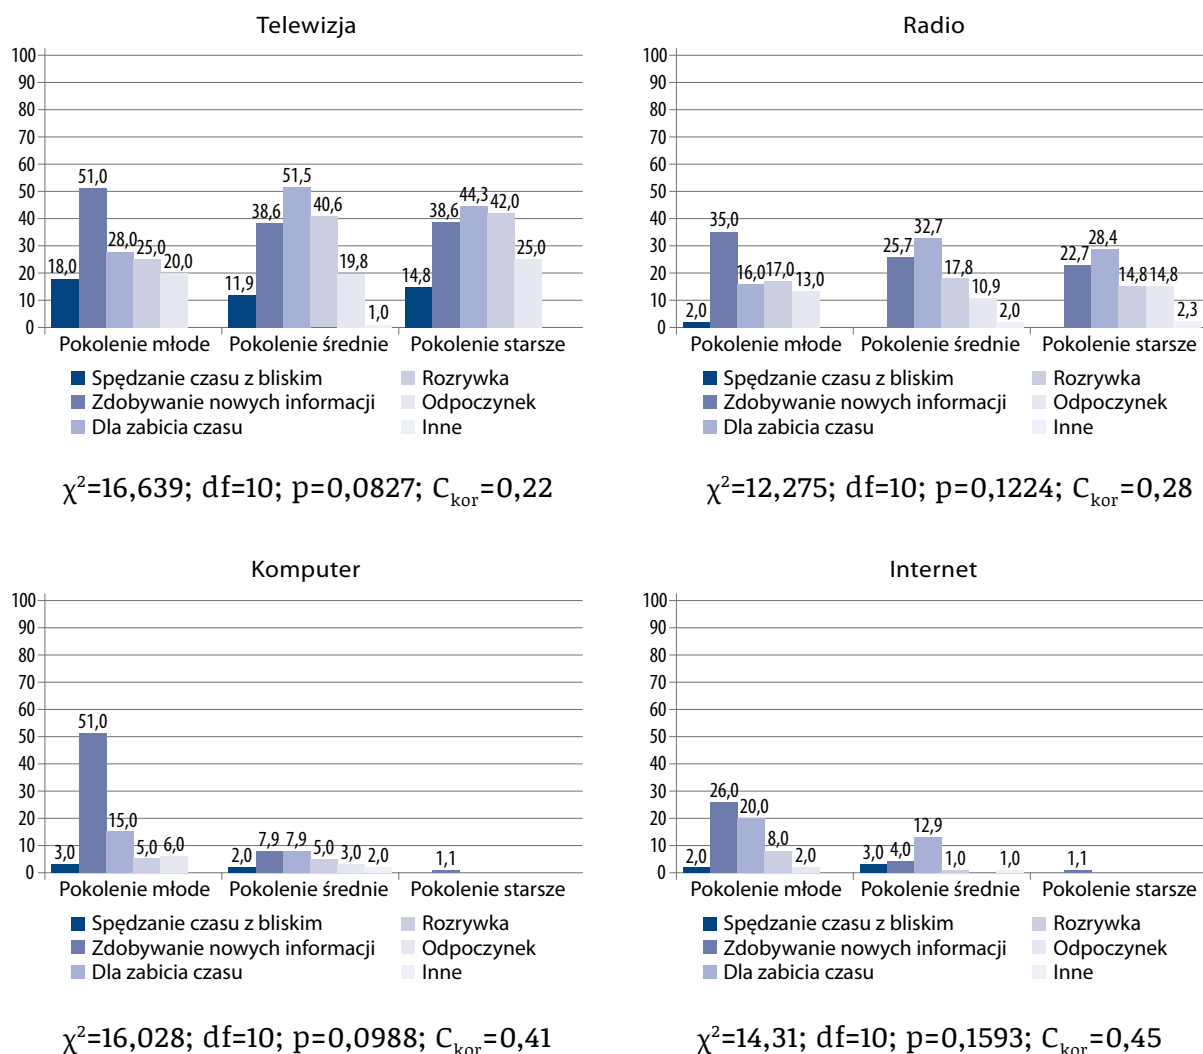 Telewizja
100
90
80
70
60
50
40
30
20
10
0
18,0 51,0 28,0 25,0 20,0
11,9 38,6 51,5 40,6 19,8 1,0
14,8 38,6 44,3 42,0 25,0
Pokolenie młode Pokolenie średnie Pokolenie starsze
Spędzanie czasu z bliskim Rozrywka
Zdobywanie nowych informacji Odpoczynek
Dla zabicia czasu Inne
χ²=16,639; df=10; p=0,0827; Ckor=0,22
Radio
100
90
80
70
60
50
40
30
20
10
0
2,0 35,0 16,0 17,0 13,0
25,7 32,7 17,8 10,9 2,0
22,7 28,4 14,8 14,8 2,3
Pokolenie młode Pokolenie średnie Pokolenie starsze
Spędzanie czasu z bliskim Rozrywka
Zdobywanie nowych informacji Odpoczynek
Dla zabicia czasu Inne
χ²=12,275; df=10; p=0,1224; Ckor=0,28
Komputer
100
90
80
70
60
50
40
30
20
10
0
3,0 51,0 15,0 5,0 6,0
2,0 7,9 7,9 5,0 3,0 2,0
1,1
Pokolenie młode Pokolenie średnie Pokolenie starsze
Spędzanie czasu z bliskim Rozrywka
Zdobywanie nowych informacji Odpoczynek
Dla zabicia czasu Inne
χ²=16,028; df=10; p=0,0988; Ckor=0,41
Internet
100
90
80
70
60
50
40
30
20
10
0
2,0 26,0 20,0 8,0 2,0
3,0 4,0 12,9 1,0 1,0
1,1
Pokolenie młode Pokolenie średnie Pokolenie starsze
Spędzanie czasu z bliskim Rozrywka
Zdobywanie nowych informacji Odpoczynek
Dla zabicia czasu Inne
χ²=14,31; df=10; p=0,1593; Ckor=0,45